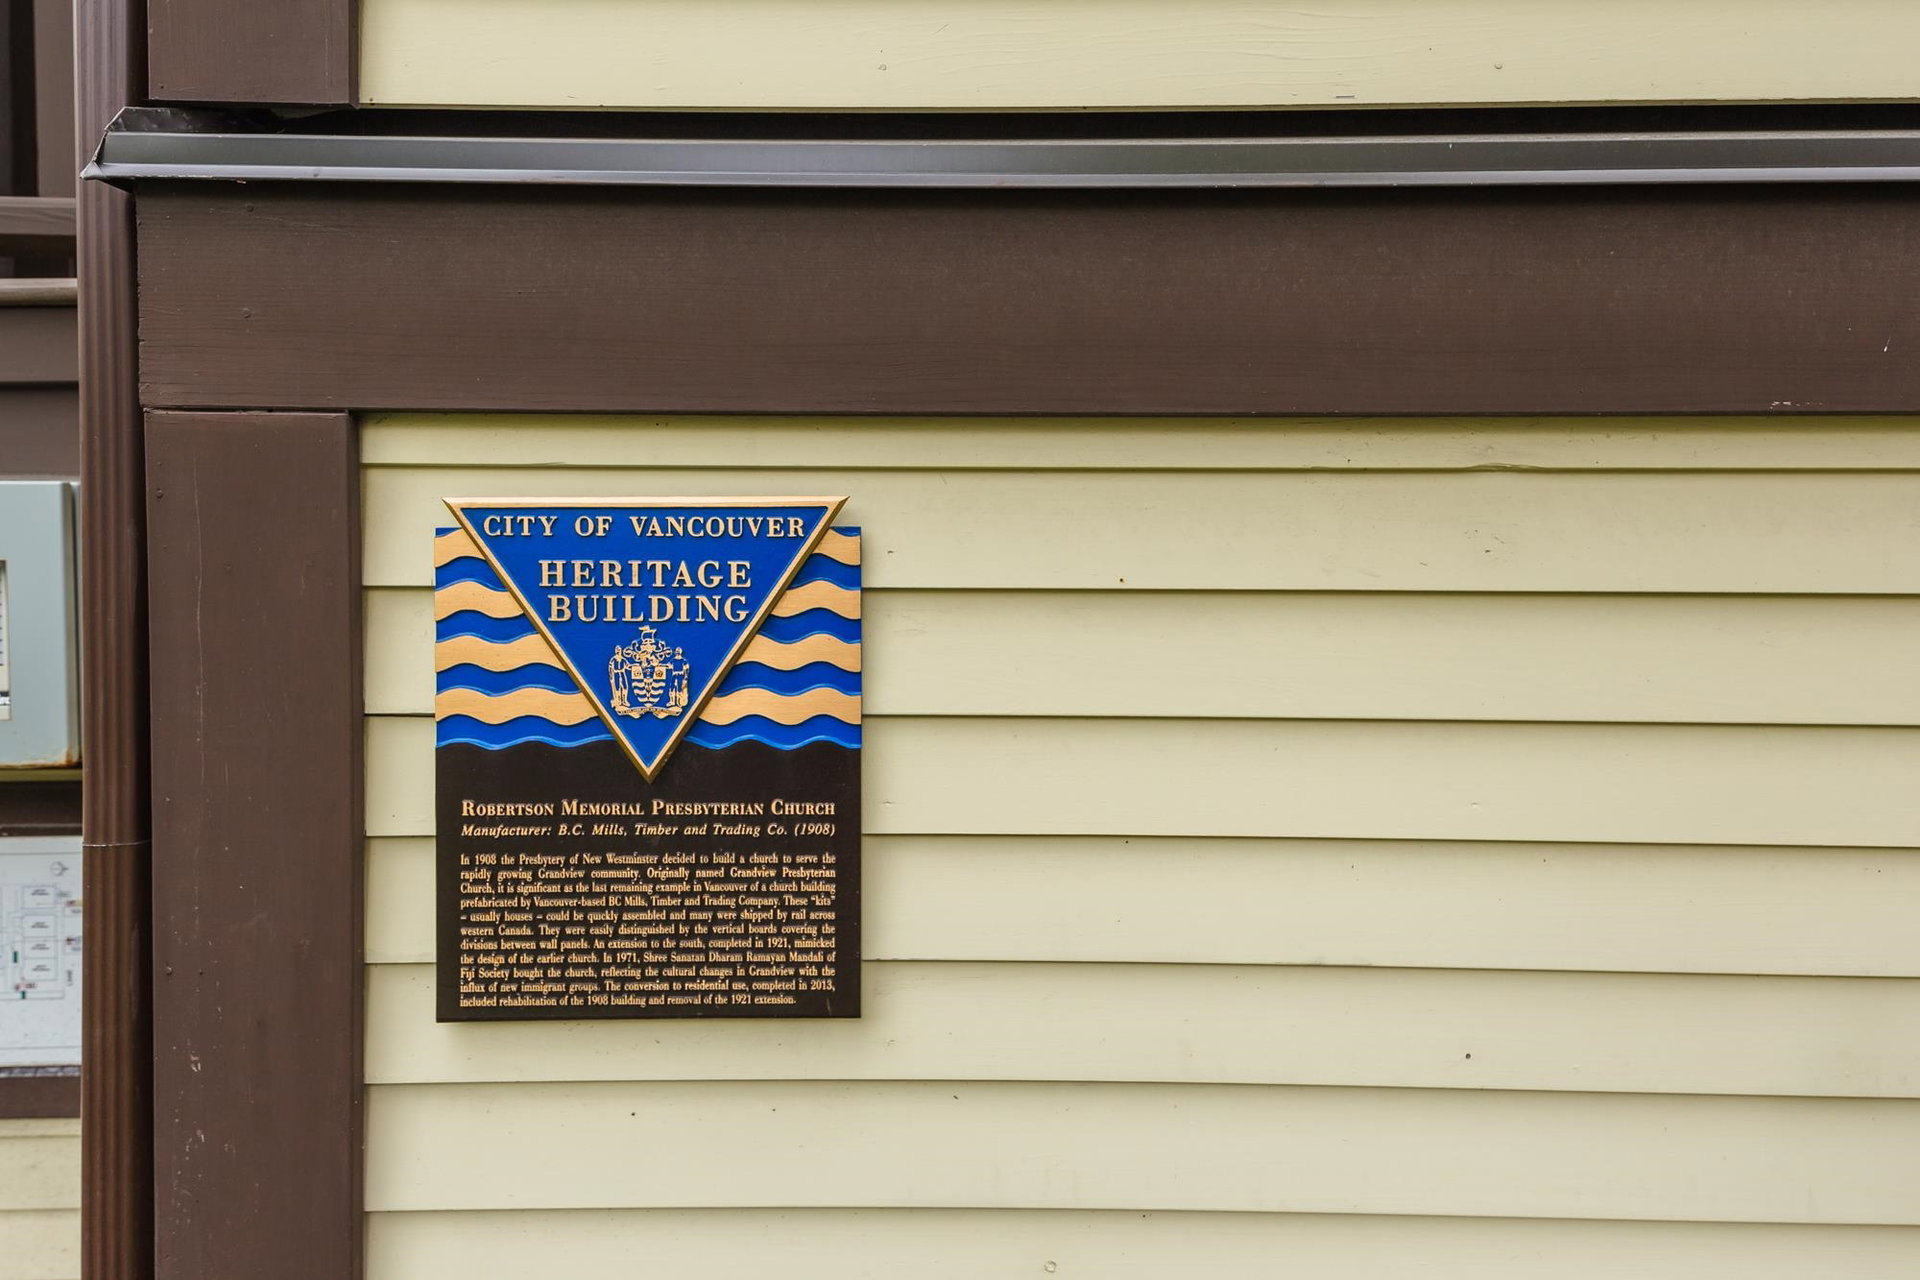 CITY OF VANCOUVER
HERITAGE
BUILDING
ROBERTSON MEMORIAL PRESBYTERIAN CHURCH
Manufacturer: B.C. Mills, Timber and Trading Co. (1908)
In 1908 the Presbytery of New Westminster decided to build a church to serve the
rapidly growing Grandview community. Originally named Grandview Presbyterian
Church, it is significant as the last remaining example in Vancouver of a church building
prefabricated by Vancouver-based BC Mills, Timber and Trading Company. These “kits”
– usually houses – could be quickly assembled and many were shipped by rail across
western Canada. They were easily distinguished by the vertical boards covering the
divisions between wall panels. An extension to the south, completed in 1921, mimicked
the design of the earlier church. In 1971, Shree Sanatan Dharam Ramayan Mandali of
Fiji Society bought the church, reflecting the cultural changes in Grandview with the
influx of new immigrant groups. The conversion to residential use, completed in 2013,
included rehabilitation of the 1908 building and removal of the 1921 extension.